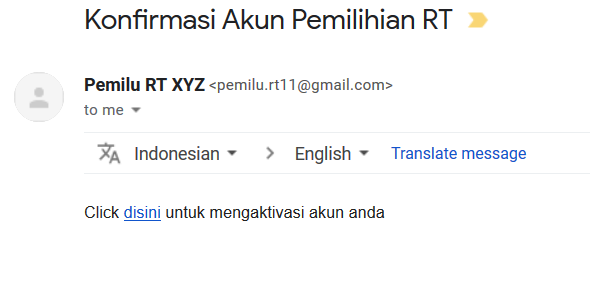 Konfirmasi Akun Pemilihian RT
Pemilu RT XYZ <pemilu.rt11@gmail.com>
to me
Indonesian > English Translate message
Click disini untuk mengaktivasi akun anda